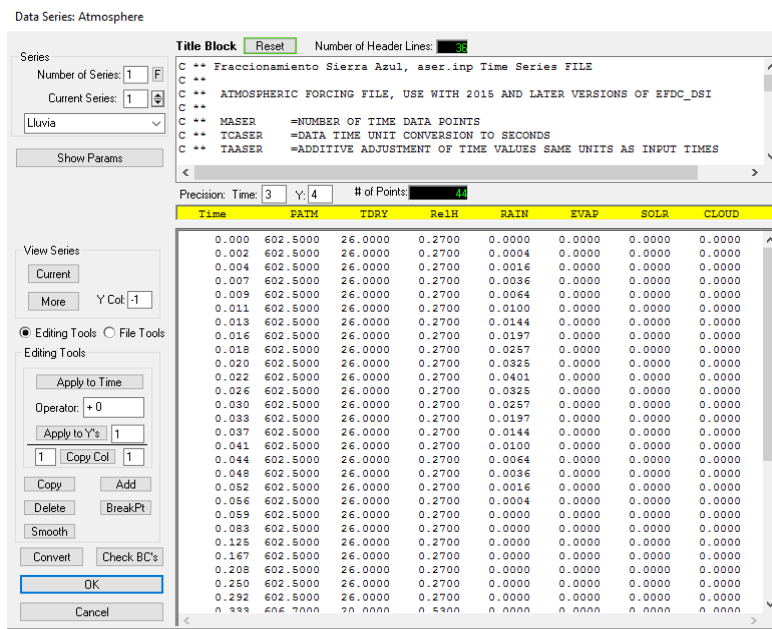 Data Series: Atmosphere
Series
Number of Series: 1 F
Current Series: 1
Lluvia
Show Params
View Series
Current
More Y Col: -1
Editing Tools File Tools
Editing Tools
Apply to Time
Operator: + 0
Apply to Y's 1
1 Copy Col 1
Copy Add
Delete BreakPt
Smooth
Convert Check BC's
OK
Cancel
Title Block Reset Number of Header Lines: 36
C ** Fraccionamiento Sierra Azul, aser.inp Time Series FILE
C **
C ** ATMOSPHERIC FORCING FILE, USE WITH 2015 AND LATER VERSIONS OF EFDC_DSI
C **
C ** MASER =NUMBER OF TIME DATA POINTS
C ** TCASER =DATA TIME UNIT CONVERSION TO SECONDS
C ** TAASER =ADDITIVE ADJUSTMENT OF TIME VALUES SAME UNITS AS INPUT TIMES
Precision: Time: 3 Y: 4 # of Points: 44
Time PATM TDRY RelH RAIN EVAP SOLR CLOUD
0.000 602.5000 26.0000 0.2700 0.0000 0.0000 0.0000 0.0000
0.002 602.5000 26.0000 0.2700 0.0004 0.0000 0.0000 0.0000
0.004 602.5000 26.0000 0.2700 0.0016 0.0000 0.0000 0.0000
0.007 602.5000 26.0000 0.2700 0.0036 0.0000 0.0000 0.0000
0.009 602.5000 26.0000 0.2700 0.0064 0.0000 0.0000 0.0000
0.011 602.5000 26.0000 0.2700 0.0100 0.0000 0.0000 0.0000
0.013 602.5000 26.0000 0.2700 0.0144 0.0000 0.0000 0.0000
0.016 602.5000 26.0000 0.2700 0.0197 0.0000 0.0000 0.0000
0.018 602.5000 26.0000 0.2700 0.0257 0.0000 0.0000 0.0000
0.020 602.5000 26.0000 0.2700 0.0325 0.0000 0.0000 0.0000
0.022 602.5000 26.0000 0.2700 0.0401 0.0000 0.0000 0.0000
0.026 602.5000 26.0000 0.2700 0.0325 0.0000 0.0000 0.0000
0.030 602.5000 26.0000 0.2700 0.0257 0.0000 0.0000 0.0000
0.033 602.5000 26.0000 0.2700 0.0197 0.0000 0.0000 0.0000
0.037 602.5000 26.0000 0.2700 0.0144 0.0000 0.0000 0.0000
0.041 602.5000 26.0000 0.2700 0.0100 0.0000 0.0000 0.0000
0.044 602.5000 26.0000 0.2700 0.0064 0.0000 0.0000 0.0000
0.048 602.5000 26.0000 0.2700 0.0036 0.0000 0.0000 0.0000
0.052 602.5000 26.0000 0.2700 0.0016 0.0000 0.0000 0.0000
0.056 602.5000 26.0000 0.2700 0.0004 0.0000 0.0000 0.0000
0.059 602.5000 26.0000 0.2700 0.0000 0.0000 0.0000 0.0000
0.083 602.5000 26.0000 0.2700 0.0000 0.0000 0.0000 0.0000
0.125 602.5000 26.0000 0.2700 0.0000 0.0000 0.0000 0.0000
0.167 602.5000 26.0000 0.2700 0.0000 0.0000 0.0000 0.0000
0.208 602.5000 26.0000 0.2700 0.0000 0.0000 0.0000 0.0000
0.250 602.5000 26.0000 0.2700 0.0000 0.0000 0.0000 0.0000
0.292 602.5000 26.0000 0.2700 0.0000 0.0000 0.0000 0.0000
0.333 606.7000 20.0000 0.5300 0.0000 0.0000 0.0000 0.0000